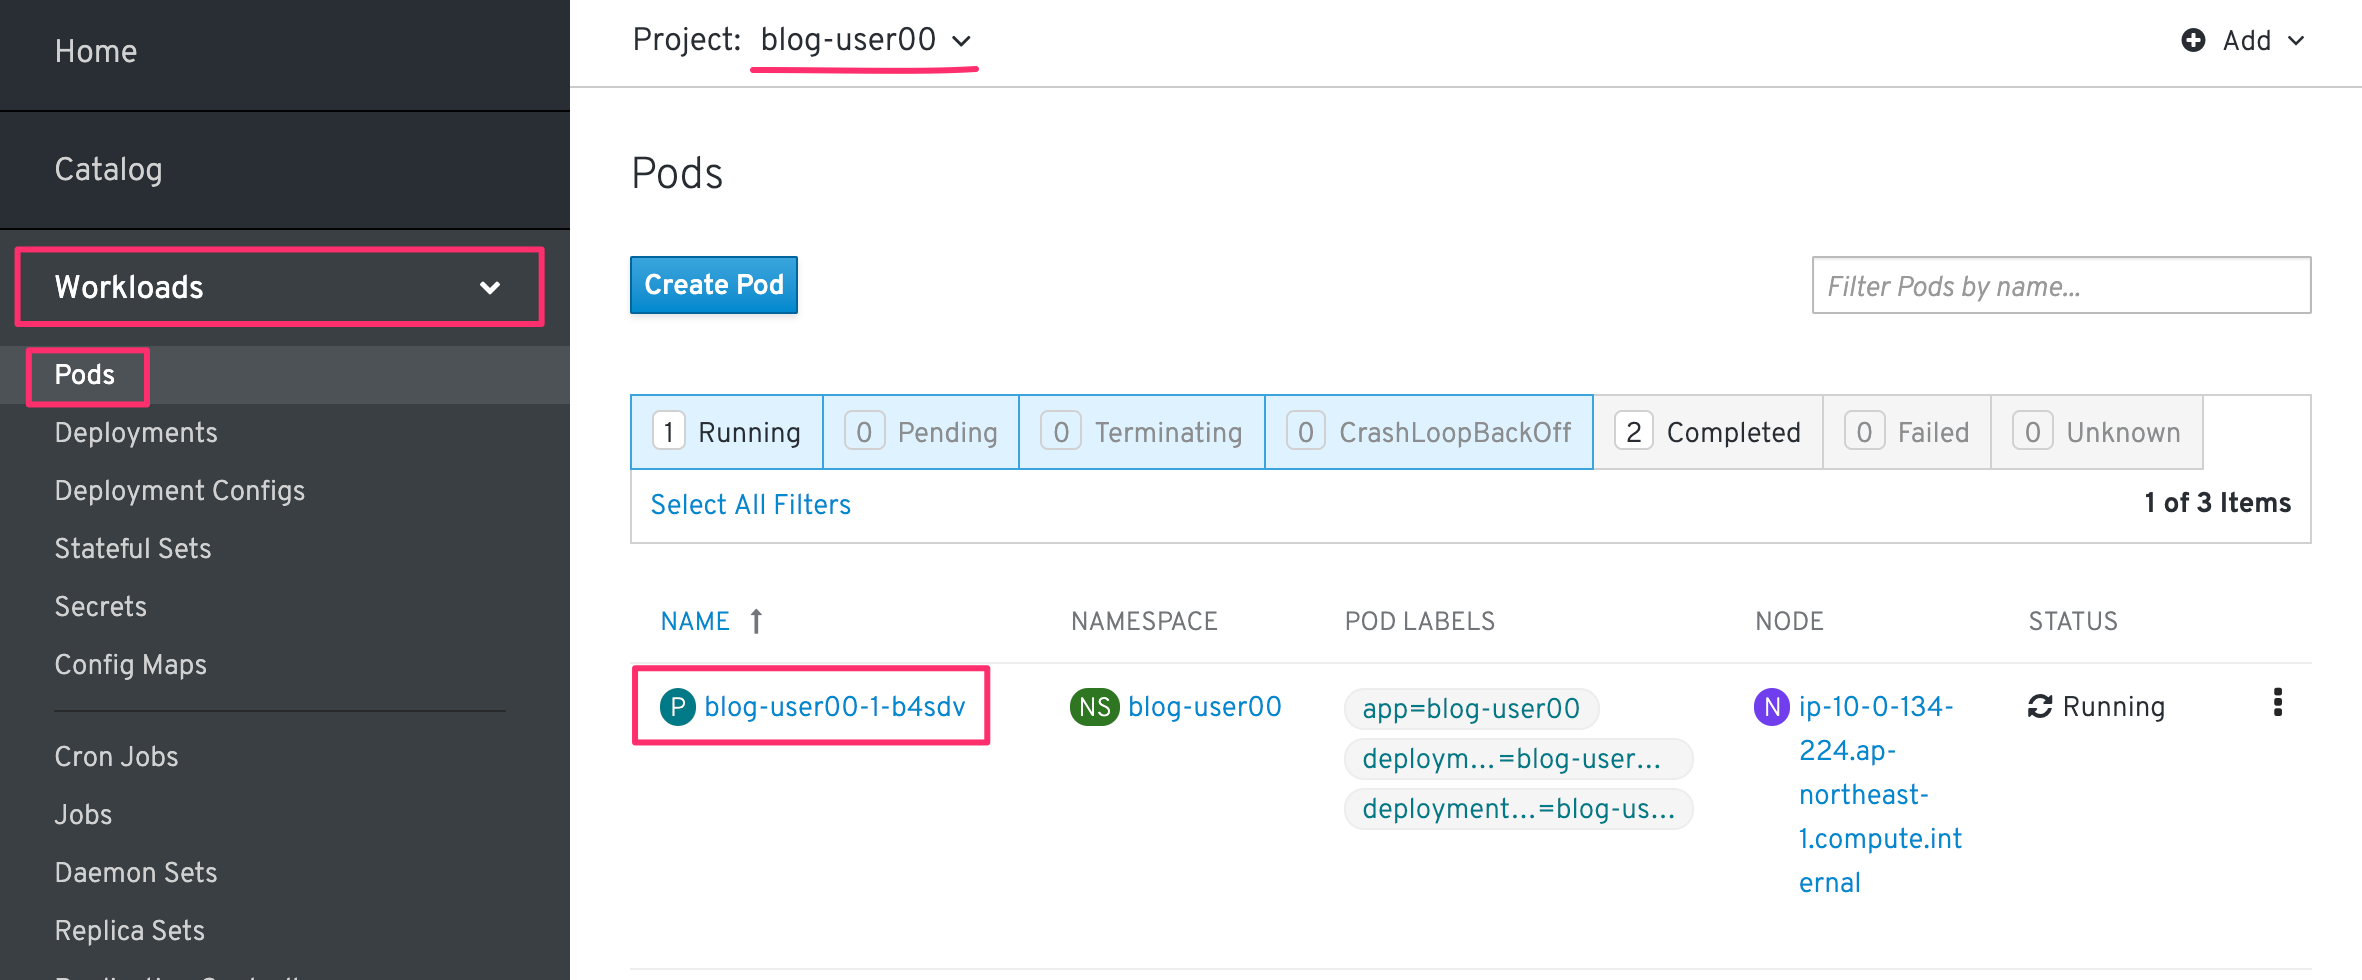 Home
Catalog
Workloads
Pods
Deployments
Deployment Configs
Stateful Sets
Secrets
Config Maps
Cron Jobs
Jobs
Daemon Sets
Replica Sets
Project: blog-user00
Add
Pods
Create Pod
Filter Pods by name...
1 Running 0 Pending 0 Terminating 0 CrashLoopBackOff 2 Completed 0 Failed 0 Unknown
Select All Filters 1 of 3 Items
NAME NAMESPACE POD LABELS NODE STATUS
P blog-user00-1-b4sdv NS blog-user00 app=blog-user00 N ip-10-0-134- Running
224.ap-
deploym...=blog-user...
northeast-
deployment...=blog-us...
1.compute.int
ernal